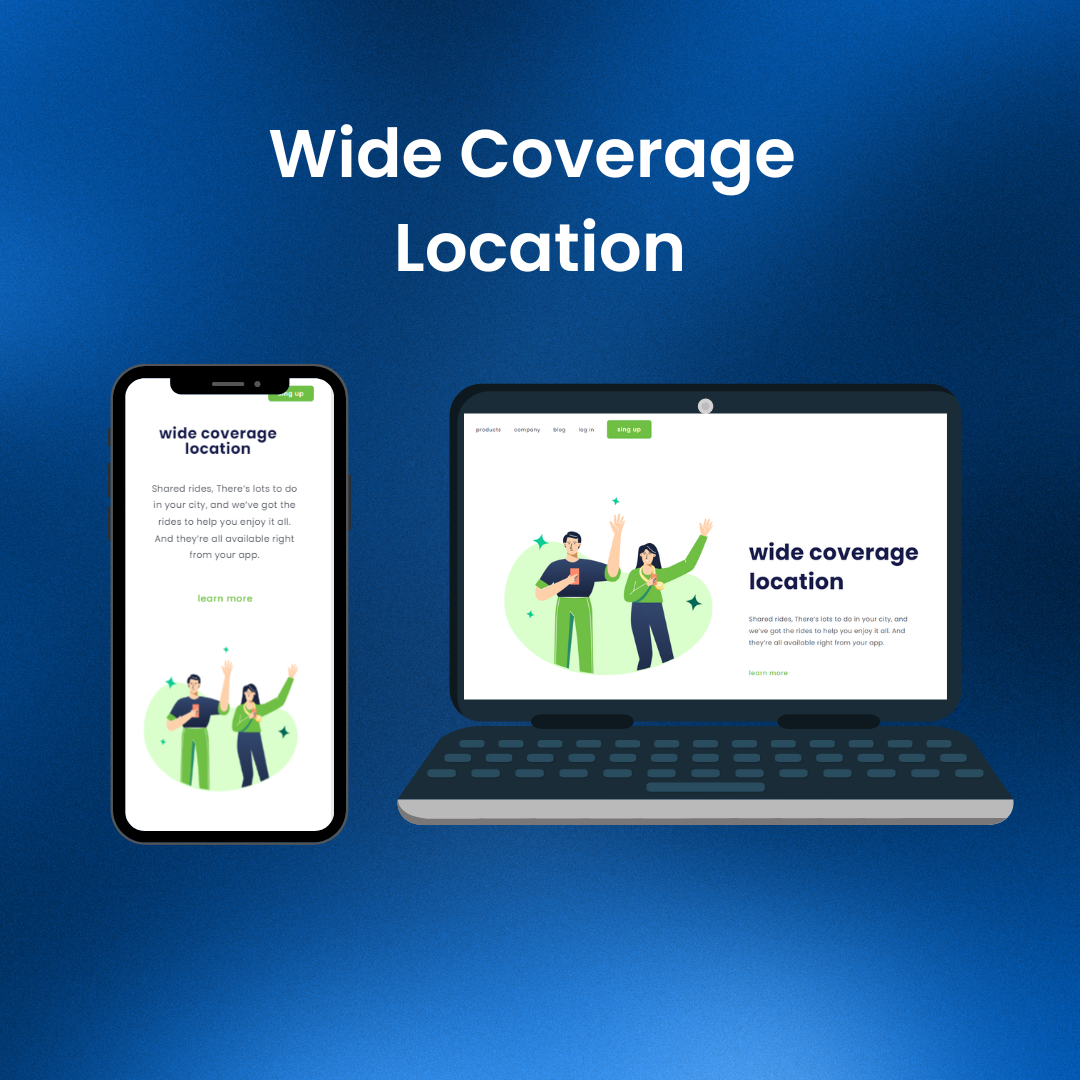 Wide Coverage
Location
sing up
wide coverage
location
Shared rides, There's lots to do
in your city, and we've got the
rides to help you enjoy it all.
And they're all available right
from your app.
learn more
products company blog log in sing up
wide coverage
location
Shared rides, There's lots to do in your city, and
we've got the rides to help you enjoy it all. And
they're all available right from your app.
learn more